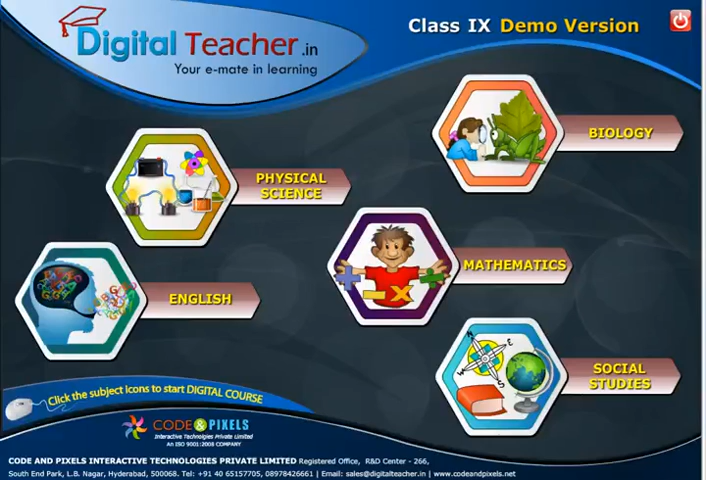 Digital Teacher.in
Your e-mate in learning
Class IX Demo Version
BIOLOGY
PHYSICAL
SCIENCE
MATHEMATICS
ENGLISH
SOCIAL
STUDIES
Click the subject icons to start DIGITAL COURSE
CODE & PIXELS
Interactive Technolgies Private Limited
An ISO 9001:2008 COMPANY
CODE AND PIXELS INTERACTIVE TECHNOLOGIES PRIVATE LIMITED Registered Office, R&D Center - 266,
South End Park, L.B. Nagar, Hyderabad, 500068. Tel: +91 40 65157705, 08978426661 | Email: sales@digitalteacher.in | www.codeandpixels.net